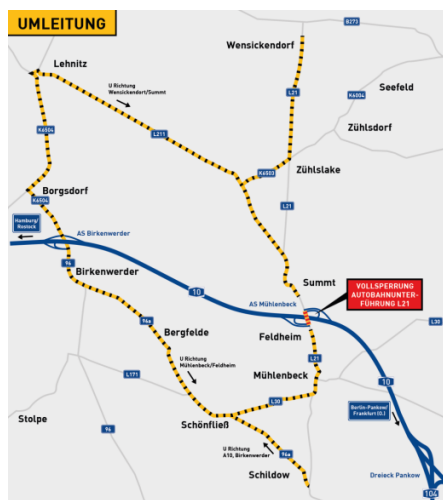 UMLEITUNG
B273
Wensickendorf
Lehnitz
U Richtung
Wensickendorf/Summt
L21
Seefeld
K6504
K6004
L211
Zühlsdorf
K6503
Zühlslake
Borgsdorf
K6504
L21
Hamburg/
Rostock
AS Birkenwerder
96
Birkenwerder
10
Summt
VOLLSPERRUNG
AUTOBAHNUNTER-
FÜHRUNG L21
AS Mühlenbeck
96a
L30
Bergfelde
Feldheim
U Richtung
Mühlenbeck/Feldheim
L21
L171
Mühlenbeck
10
L30
Berlin-Pankow/
Frankfurt (O.)
Stolpe
96
Schönfließ
U Richtung
A10, Birkenwerder
96a
Schildow
Dreieck Pankow